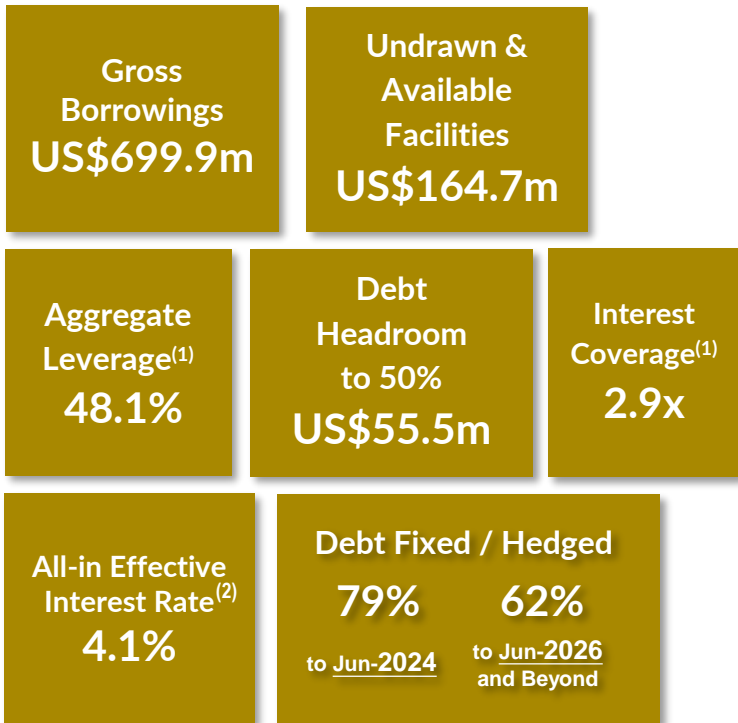 Gross
Borrowings
US$699.9m
Undrawn &
Available
Facilities
US$164.7m
Aggregate
Leverage(1)
48.1%
Debt
Headroom
to 50%
US$55.5m
Interest
Coverage(1)
2.9x
All-in Effective
Interest Rate(2)
4.1%
Debt Fixed / Hedged
79%
to Jun-2024
62%
to Jun-2026
and Beyond